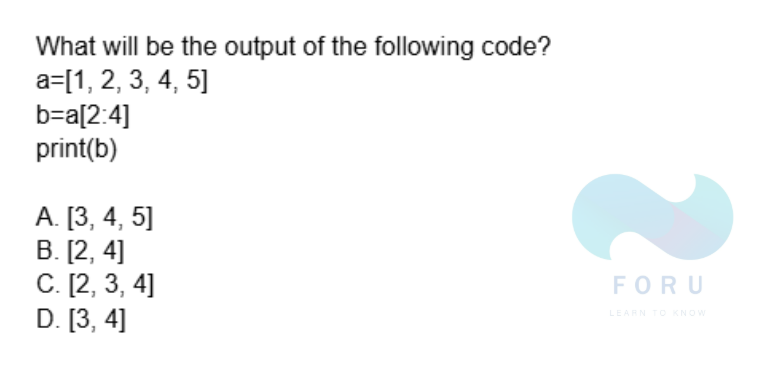 What will be the output of the following code?
a=[1, 2, 3, 4, 5]
b=a[2:4]
print(b)
A. [3, 4, 5]
B. [2, 4]
C. [2, 3, 4]
D. [3, 4]
FORU
LEARN TO KNOW